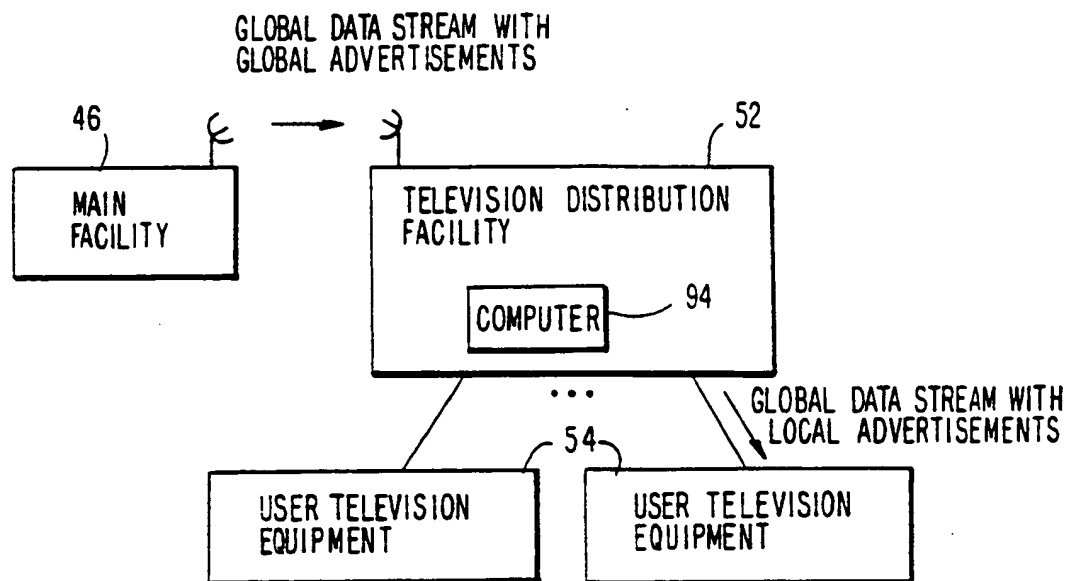 GLOBAL DATA STREAM WITH
GLOBAL ADVERTISEMENTS
46
52
MAIN
FACILITY
TELEVISION DISTRIBUTION
FACILITY
COMPUTER
94
GLOBAL DATA STREAM WITH
LOCAL ADVERTISEMENTS
54
USER TELEVISION
EQUIPMENT
USER TELEVISION
EQUIPMENT